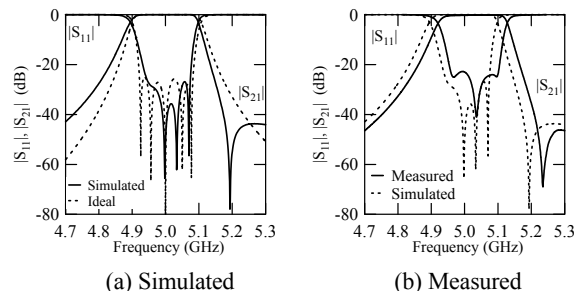 0
-20
-40
-60
-80
|S11|, |S21| (dB)
|S11|
|S21|
Simulated
Ideal
4.7 4.8 4.9 5.0 5.1 5.2 5.3
Frequency (GHz)
(a) Simulated
0
-20
-40
-60
-80
|S11|, |S21| (dB)
|S11|
|S21|
Measured
Simulated
4.7 4.8 4.9 5.0 5.1 5.2 5.3
Frequency (GHz)
(b) Measured